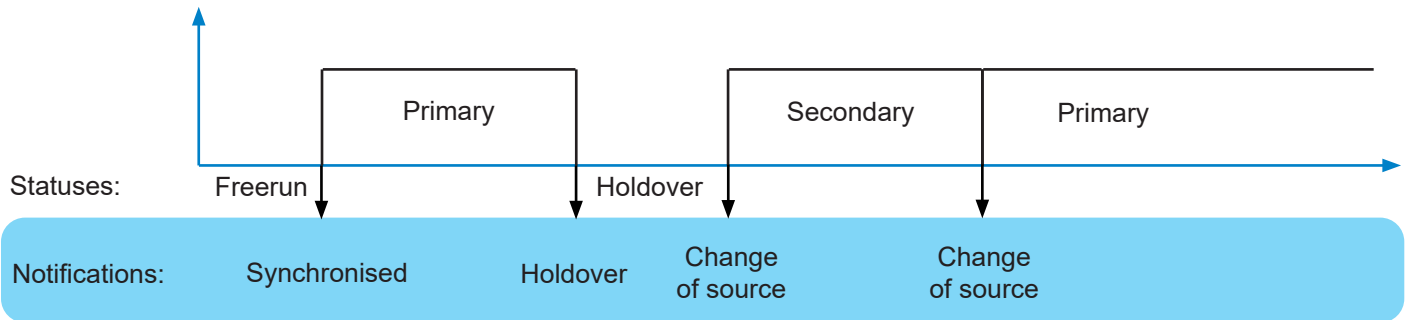 Primary
Secondary
Primary
Statuses:
Freerun
Holdover
Notifications:
Synchronised
Holdover
Change
of source
Change
of source